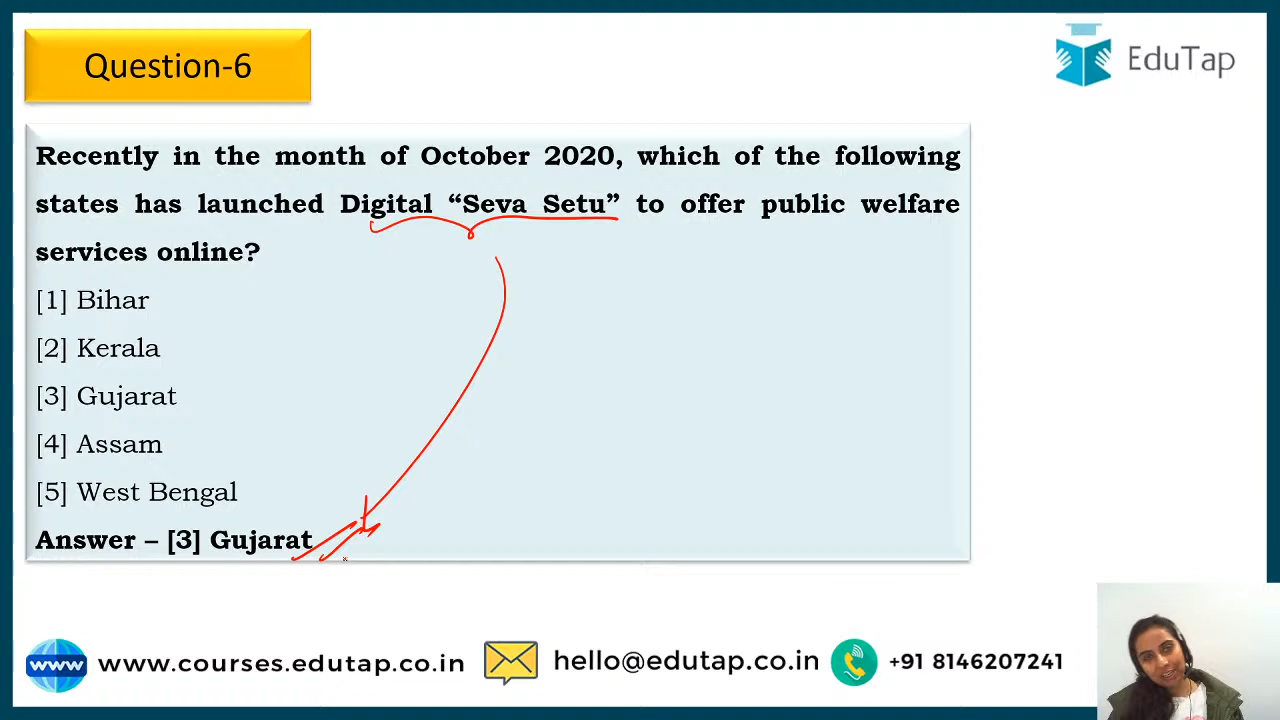 Question-6
EduTap
Recently in the month of October 2020, which of the following
states has launched Digital “Seva Setu” to offer public welfare
services online?
[1] Bihar
[2] Kerala
[3] Gujarat
[4] Assam
[5] West Bengal
Answer – [3] Gujarat
www www.courses.edutap.co.in hello@edutap.co.in +91 8146207241